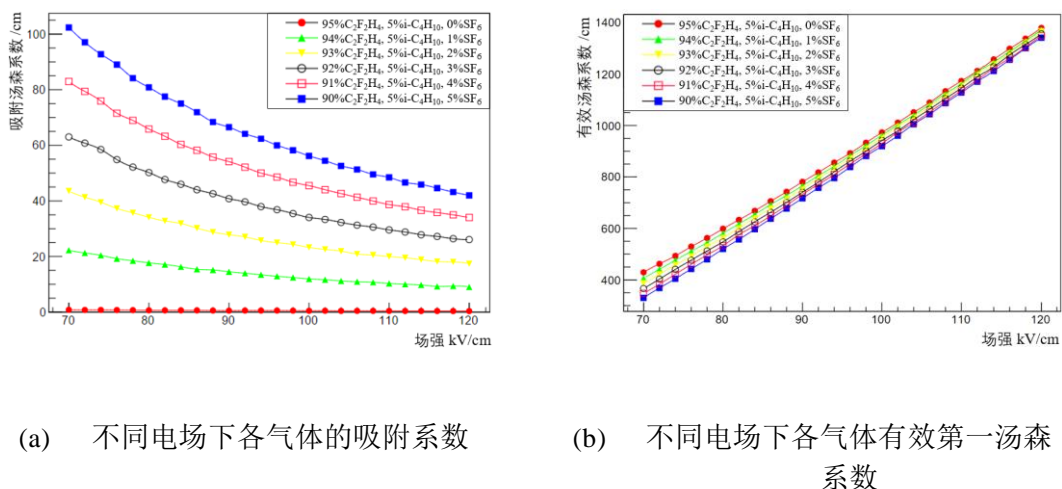 吸附汤森系数 /cm
100
80
60
40
20
0
95%C₂F₂H₄, 5%i-C₄H₁₀, 0%SF₆
94%C₂F₂H₄, 5%i-C₄H₁₀, 1%SF₆
93%C₂F₂H₄, 5%i-C₄H₁₀, 2%SF₆
92%C₂F₂H₄, 5%i-C₄H₁₀, 3%SF₆
91%C₂F₂H₄, 5%i-C₄H₁₀, 4%SF₆
90%C₂F₂H₄, 5%i-C₄H₁₀, 5%SF₆
70 80 90 100 110 120
场强 kV/cm
有效汤森系数 /cm
1400
1200
1000
800
600
400
95%C₂F₂H₄, 5%i-C₄H₁₀, 0%SF₆
94%C₂F₂H₄, 5%i-C₄H₁₀, 1%SF₆
93%C₂F₂H₄, 5%i-C₄H₁₀, 2%SF₆
92%C₂F₂H₄, 5%i-C₄H₁₀, 3%SF₆
91%C₂F₂H₄, 5%i-C₄H₁₀, 4%SF₆
90%C₂F₂H₄, 5%i-C₄H₁₀, 5%SF₆
70 80 90 100 110 120
场强 kV/cm
(a) 不同电场下各气体的吸附系数
(b) 不同电场下各气体有效第一汤森
系数